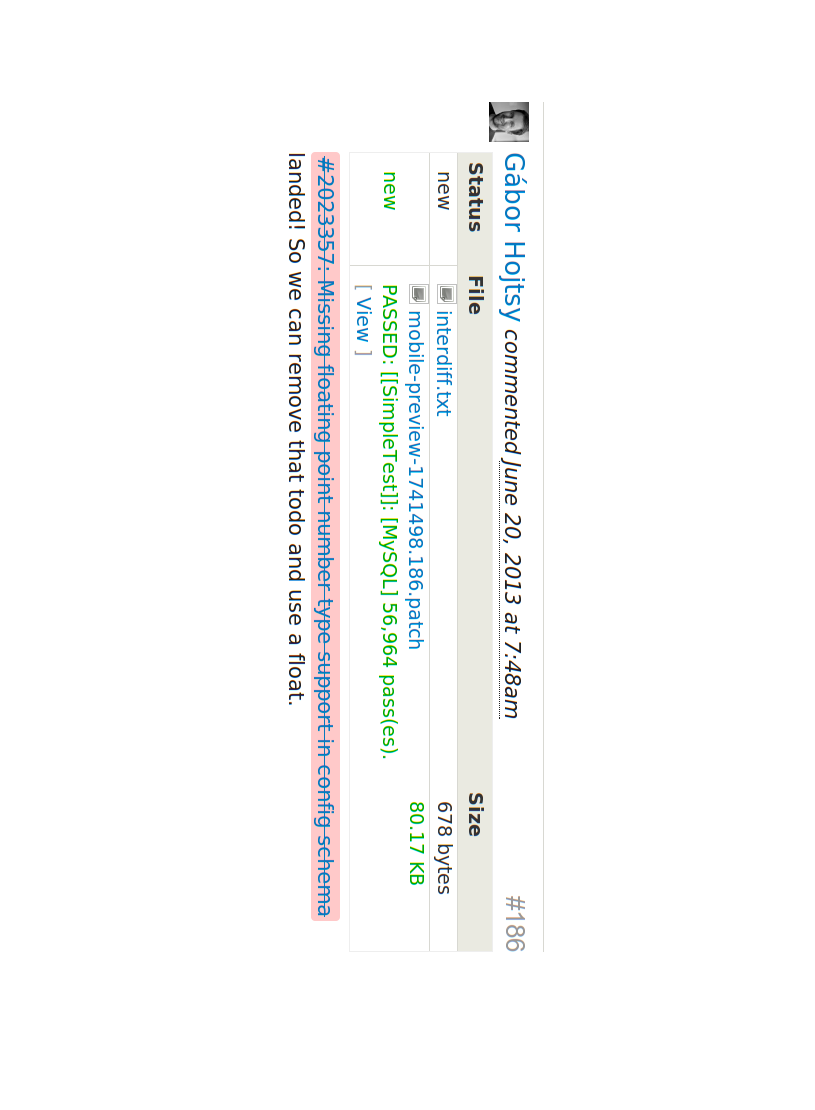 Gábor Hojtsy commented June 20, 2013 at 7:48am #186
Status File Size
new interdiff.txt 678 bytes
new mobile-preview-1741498.186.patch 80.17 KB
PASSED: [[SimpleTest]]: [MySQL] 56,964 pass(es).
[ View ]
#2023357: Missing floating point number type support in config schema
landed! So we can remove that todo and use a float.